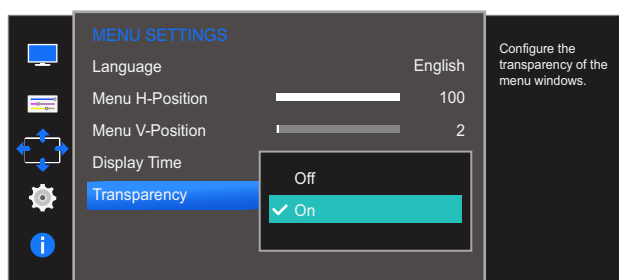 MENU SETTINGS
Language English
Menu H-Position 100
Menu V-Position 2
Display Time
Transparency
Off
On
Configure the
transparency of the
menu windows.